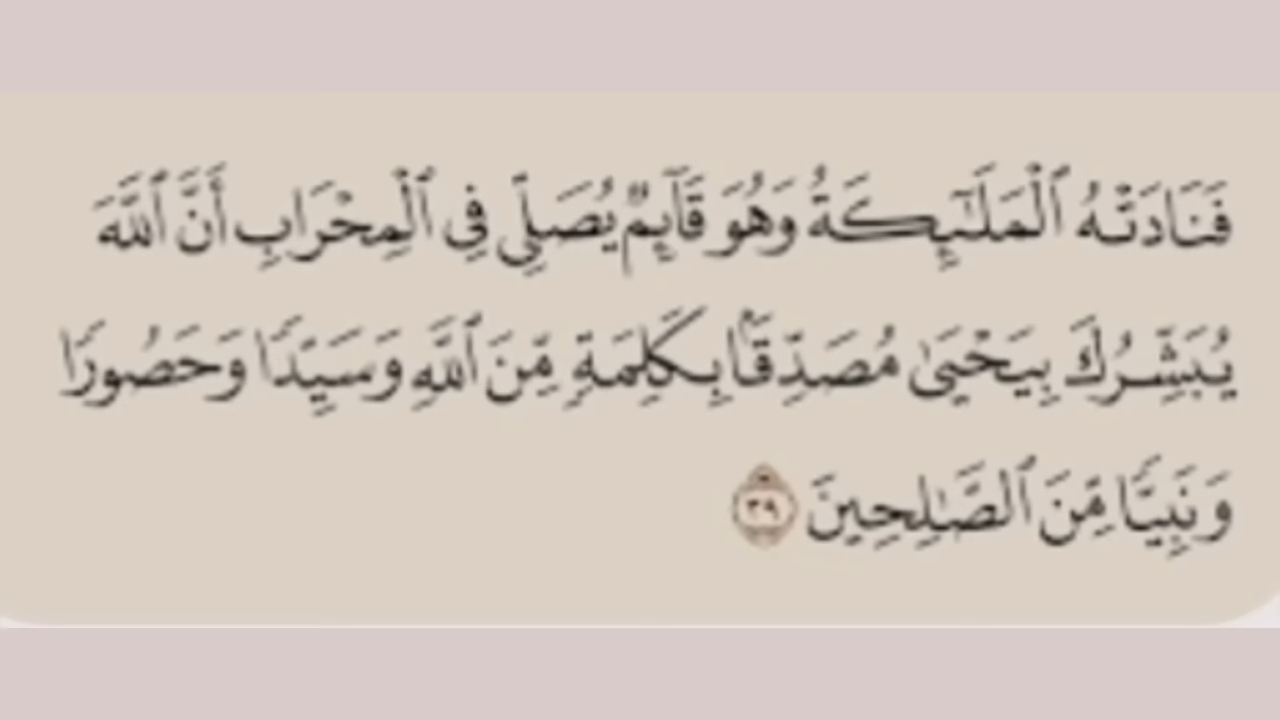 فَنَادَتْهُ ٱلْمَلَـٰٓئِكَةُ وَهُوَ قَآئِمٌ يُصَلِّى فِى ٱلْمِحْرَابِ أَنَّ ٱللَّهَ
يُبَشِّرُكَ بِيَحْيَىٰ مُصَدِّقًۢا بِكَلِمَةٍ مِّنَ ٱللَّهِ وَسَيِّدًا وَحَصُورًا
وَنَبِيًّا مِّنَ ٱلصَّـٰلِحِينَ ٣٩